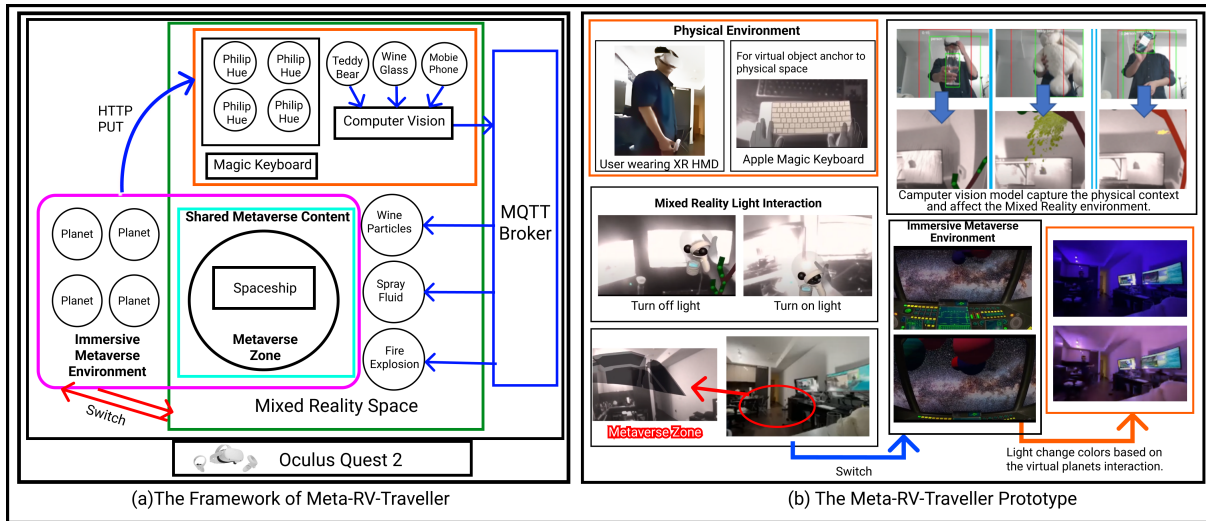 Philip
Hue
Philip
Hue
Philip
Hue
Philip
Hue
Teddy
Bear
Wine
Glass
Mobie
Phone
Computer Vision
Magic Keyboard
HTTP
PUT
MQTT
Broker
Planet
Planet
Planet
Planet
Immersive
Metaverse
Environment
Shared Metaverse Content
Spaceship
Metaverse
Zone
Wine
Particles
Spray
Fluid
Fire
Explosion
Switch
Mixed Reality Space
Oculus Quest 2
(a)The Framework of Meta-RV-Traveller
Physical Environment
User wearing XR HMD
For virtual object anchor to
physical space
Apple Magic Keyboard
Camputer vision model capture the physical context
and affect the Mixed Reality environment.
Mixed Reality Light Interaction
Turn off light
Turn on light
Metaverse Zone
Immersive Metaverse
Environment
Switch
Light change colors based on
the virtual planets interaction.
(b) The Meta-RV-Traveller Prototype